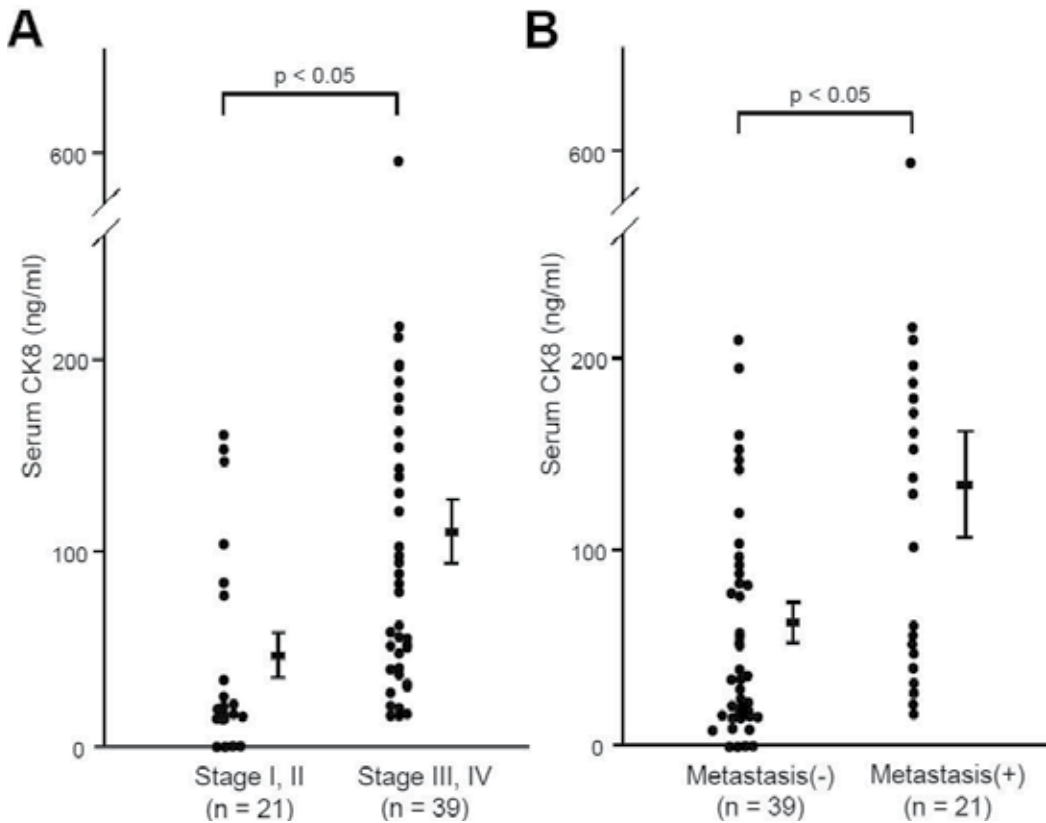 A
p < 0.05
600
200
100
0
Serum CK8 (ng/ml)
Stage I, II
(n = 21)
Stage III, IV
(n = 39)
B
p < 0.05
600
200
100
0
Serum CK8 (ng/ml)
Metastasis(-)
(n = 39)
Metastasis(+)
(n = 21)